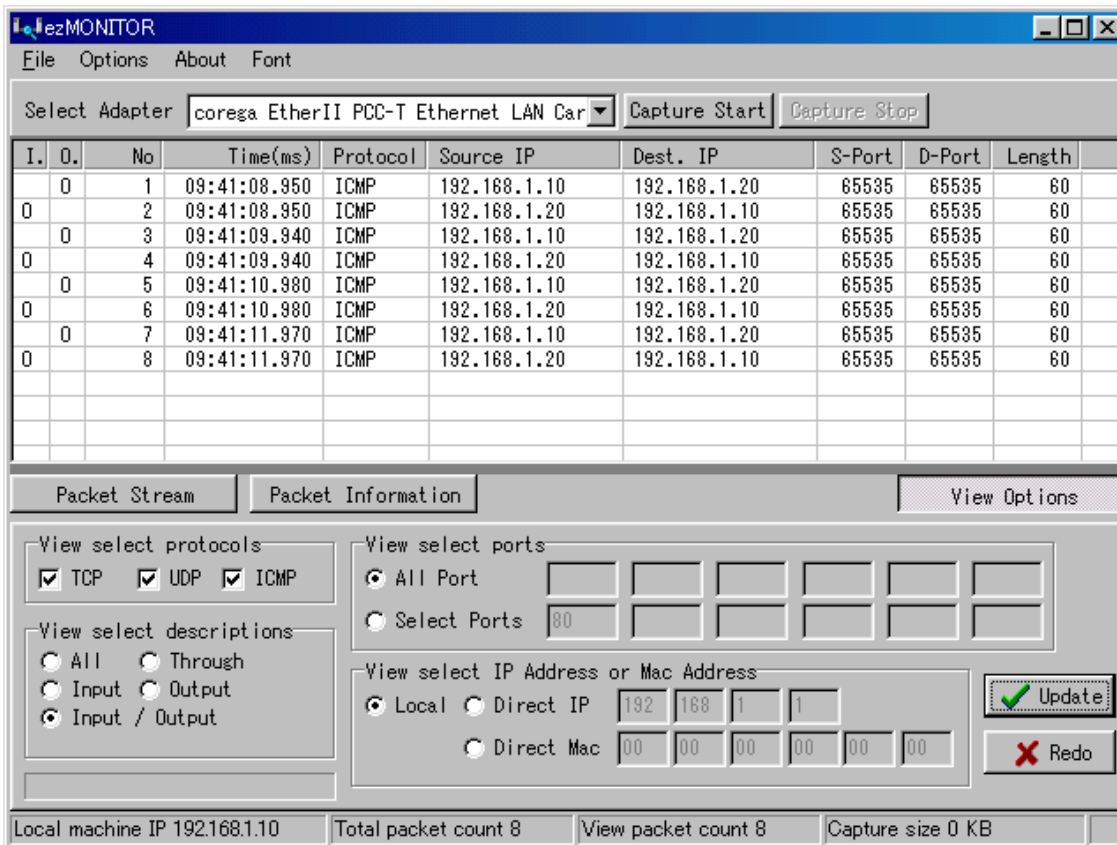 ezMONITOR
File Options About Font
Select Adapter corega EtherII PCC-T Ethernet LAN Car Capture Start Capture Stop
I. O. No Time(ms) Protocol Source IP Dest. IP S-Port D-Port Length
O 1 09:41:08.950 ICMP 192.168.1.10 192.168.1.20 65535 65535 60
O 2 09:41:08.950 ICMP 192.168.1.20 192.168.1.10 65535 65535 60
O 3 09:41:09.940 ICMP 192.168.1.10 192.168.1.20 65535 65535 60
O 4 09:41:09.940 ICMP 192.168.1.20 192.168.1.10 65535 65535 60
O 5 09:41:10.980 ICMP 192.168.1.10 192.168.1.20 65535 65535 60
O 6 09:41:10.980 ICMP 192.168.1.20 192.168.1.10 65535 65535 60
O 7 09:41:11.970 ICMP 192.168.1.10 192.168.1.20 65535 65535 60
O 8 09:41:11.970 ICMP 192.168.1.20 192.168.1.10 65535 65535 60
Packet Stream Packet Information View Options
View select protocols
TCP UDP ICMP
View select descriptions
All Through
Input Output
Input / Output
View select ports
All Port
Select Ports 80
View select IP Address or Mac Address
Local Direct IP 192 168 1 1
Direct Mac 00 00 00 00 00 00
Update
Redo
Local machine IP 192.168.1.10 Total packet count 8 View packet count 8 Capture size 0 KB